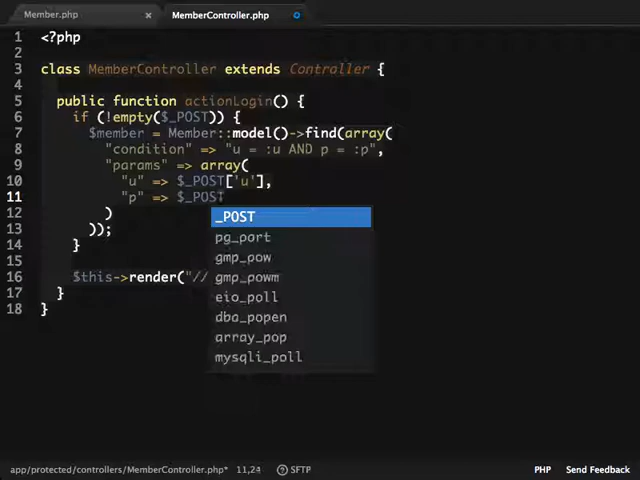 Member.php
MemberController.php
1 <?php
2
3 class MemberController extends Controller {
4
5 public function actionLogin() {
6 if (!empty($_POST)) {
7 $member = Member::model()->find(array(
8 "condition" => "u = :u AND p = :p",
9 "params" => array(
10 "u" => $_POST['u'],
11 "p" => $_POST
_POST
12 )
pg_port
13 ));
gmp_pow
14 }
gmp_powm
15
16 $this->render("//
eio_poll
17 }
dba_popen
18 }
array_pop
mysqli_poll
app/protected/controllers/MemberController.php* 11,24 SFTP PHP Send Feedback